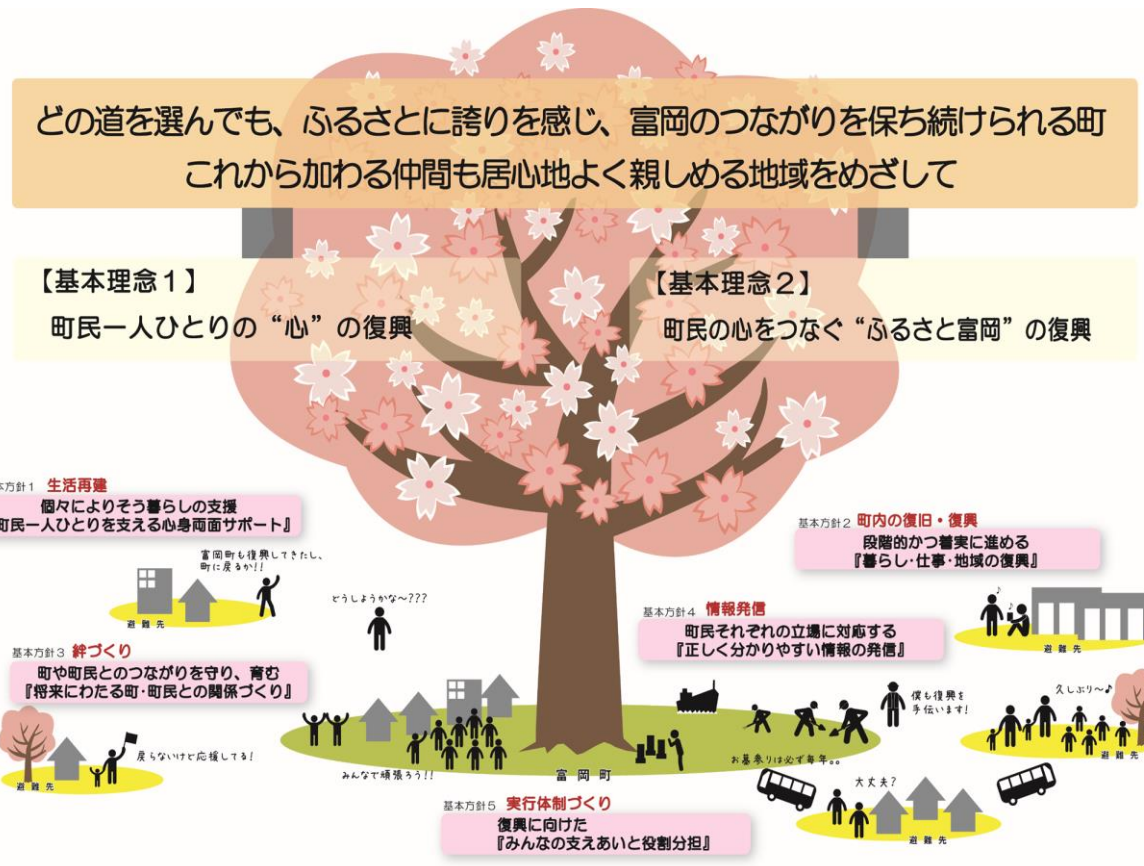 どの道を選んでも、ふるさとに誇りを感じ、富岡のつながりを保ち続けられる町
これから加わる仲間も居心地よく親しめる地域をめざして
【基本理念１】
町民一人ひとりの“心”の復興
【基本理念２】
町民の心をつなぐ“ふるさと富岡”の復興
本方針1 生活再建
個々によりそう暮らしの支援
町民一人ひとりを支える心身両面サポート』
富岡町も復興してきたし、
町に戻るか!!
避難先
どうしようかな～???
基本方針2 町内の復旧・復興
段階的かつ着実に進める
『暮らし・仕事・地域の復興』
避難先
基本方針3 絆づくり
町や町民とのつながりを守り、育む
『将来にわたる町・町民との関係づくり』
戻らないけど応援してる!
避難先
基本方針4 情報発信
町民それぞれの立場に対応する
『正しく分かりやすい情報の発信』
僕も復興を
手伝います!
久しぶり～♪
避難先
みんなで頑張ろう!!
富岡町
お墓参りは必ず毎年。。
大丈夫?
避難先
基本方針5 実行体制づくり
復興に向けた
『みんなの支えあいと役割分担』